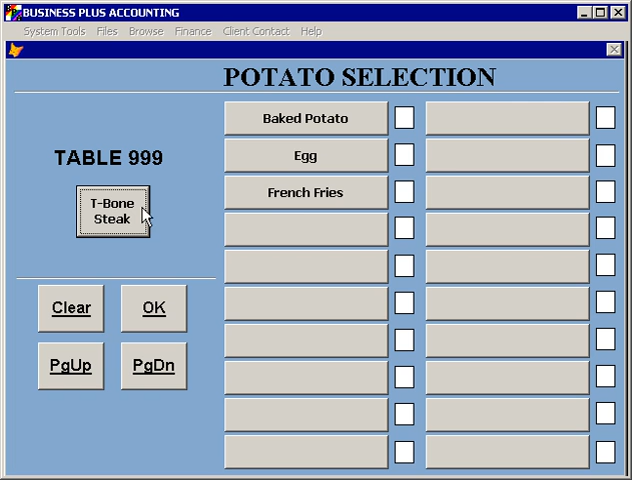 BUSINESS PLUS ACCOUNTING
System Tools Files Browse Finance Client Contact Help
POTATO SELECTION
TABLE 999
T-Bone
Steak
Clear OK
PgUp PgDn
Baked Potato
Egg
French Fries